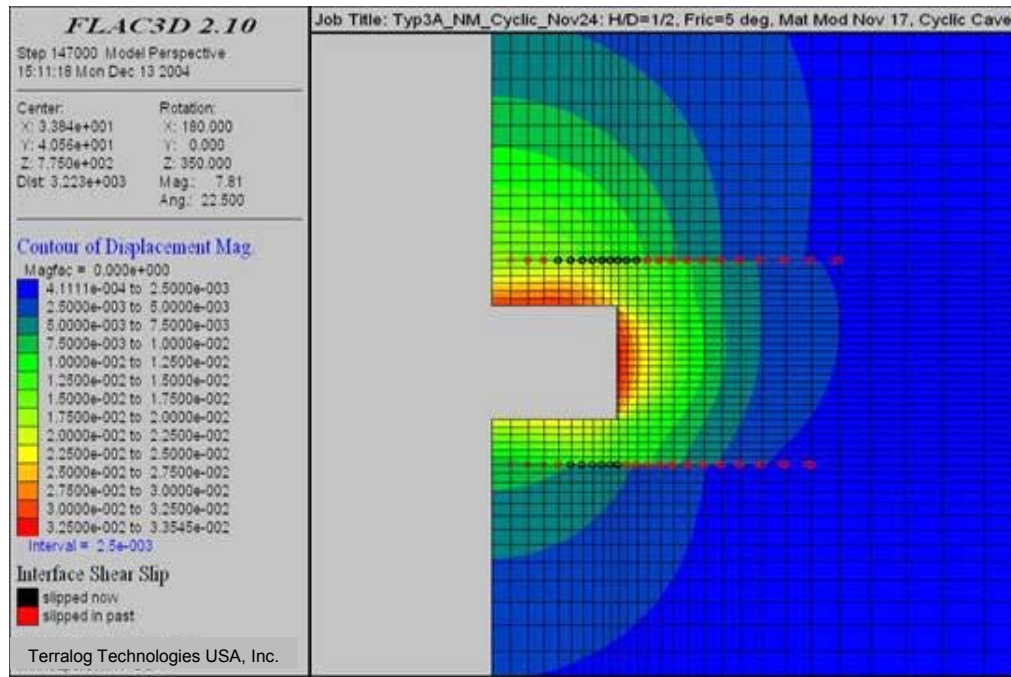 FLAC3D 2.10
Step 147000 Model Perspective
15:11:18 Mon Dec 13 2004
Center:
X: 3.384e+001
Y: 4.056e+001
Z: 7.750e+002
Dist: 3.223e+003
Rotation:
X: 180.000
Y: 0.000
Z: 350.000
Mag.: 7.81
Ang.: 22.500
Contour of Displacement Mag.
Magfac = 0.000e+000
4.1111e-004 to 2.5000e-003
2.5000e-003 to 5.0000e-003
5.0000e-003 to 7.5000e-003
7.5000e-003 to 1.0000e-002
1.0000e-002 to 1.2500e-002
1.2500e-002 to 1.5000e-002
1.5000e-002 to 1.7500e-002
1.7500e-002 to 2.0000e-002
2.0000e-002 to 2.2500e-002
2.2500e-002 to 2.5000e-002
2.5000e-002 to 2.7500e-002
2.7500e-002 to 3.0000e-002
3.0000e-002 to 3.2500e-002
3.2500e-002 to 3.3545e-002
Interval = 2.5e-003
Interface Shear Slip
slipped now
slipped in past
Terralog Technologies USA, Inc.
Job Title: Typ3A_NM_Cyclic_Nov24: H/D=1/2, Fric=5 deg, Mat Mod Nov 17, Cyclic Cave